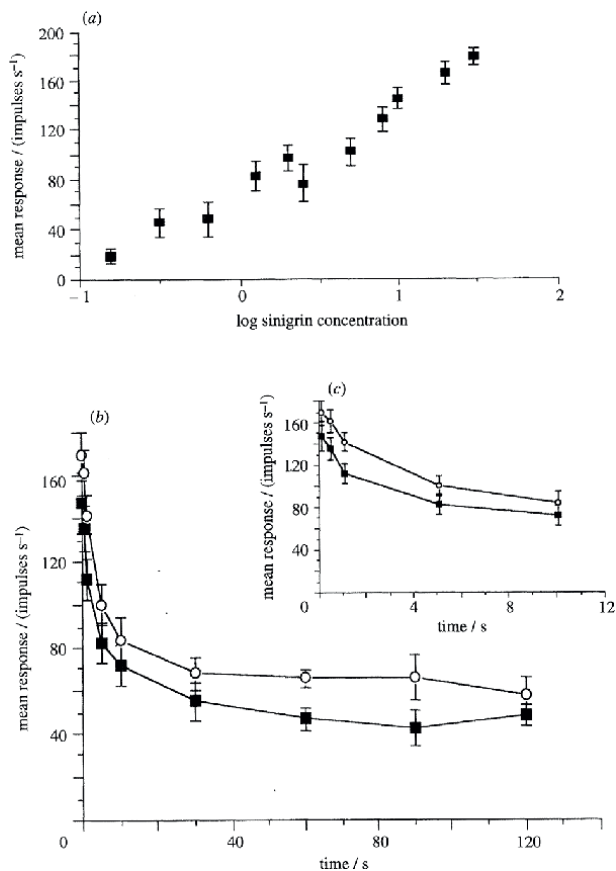 (a)
200
160
120
80
40
0
mean response / (impulses s⁻¹)
−1
0
1
2
log sinigrin concentration
(b)
160
120
80
40
0
mean response / (impulses s⁻¹)
40
80
120
time / s
(c)
160
120
80
40
0
mean response / (impulses s⁻¹)
4
8
12
time / s